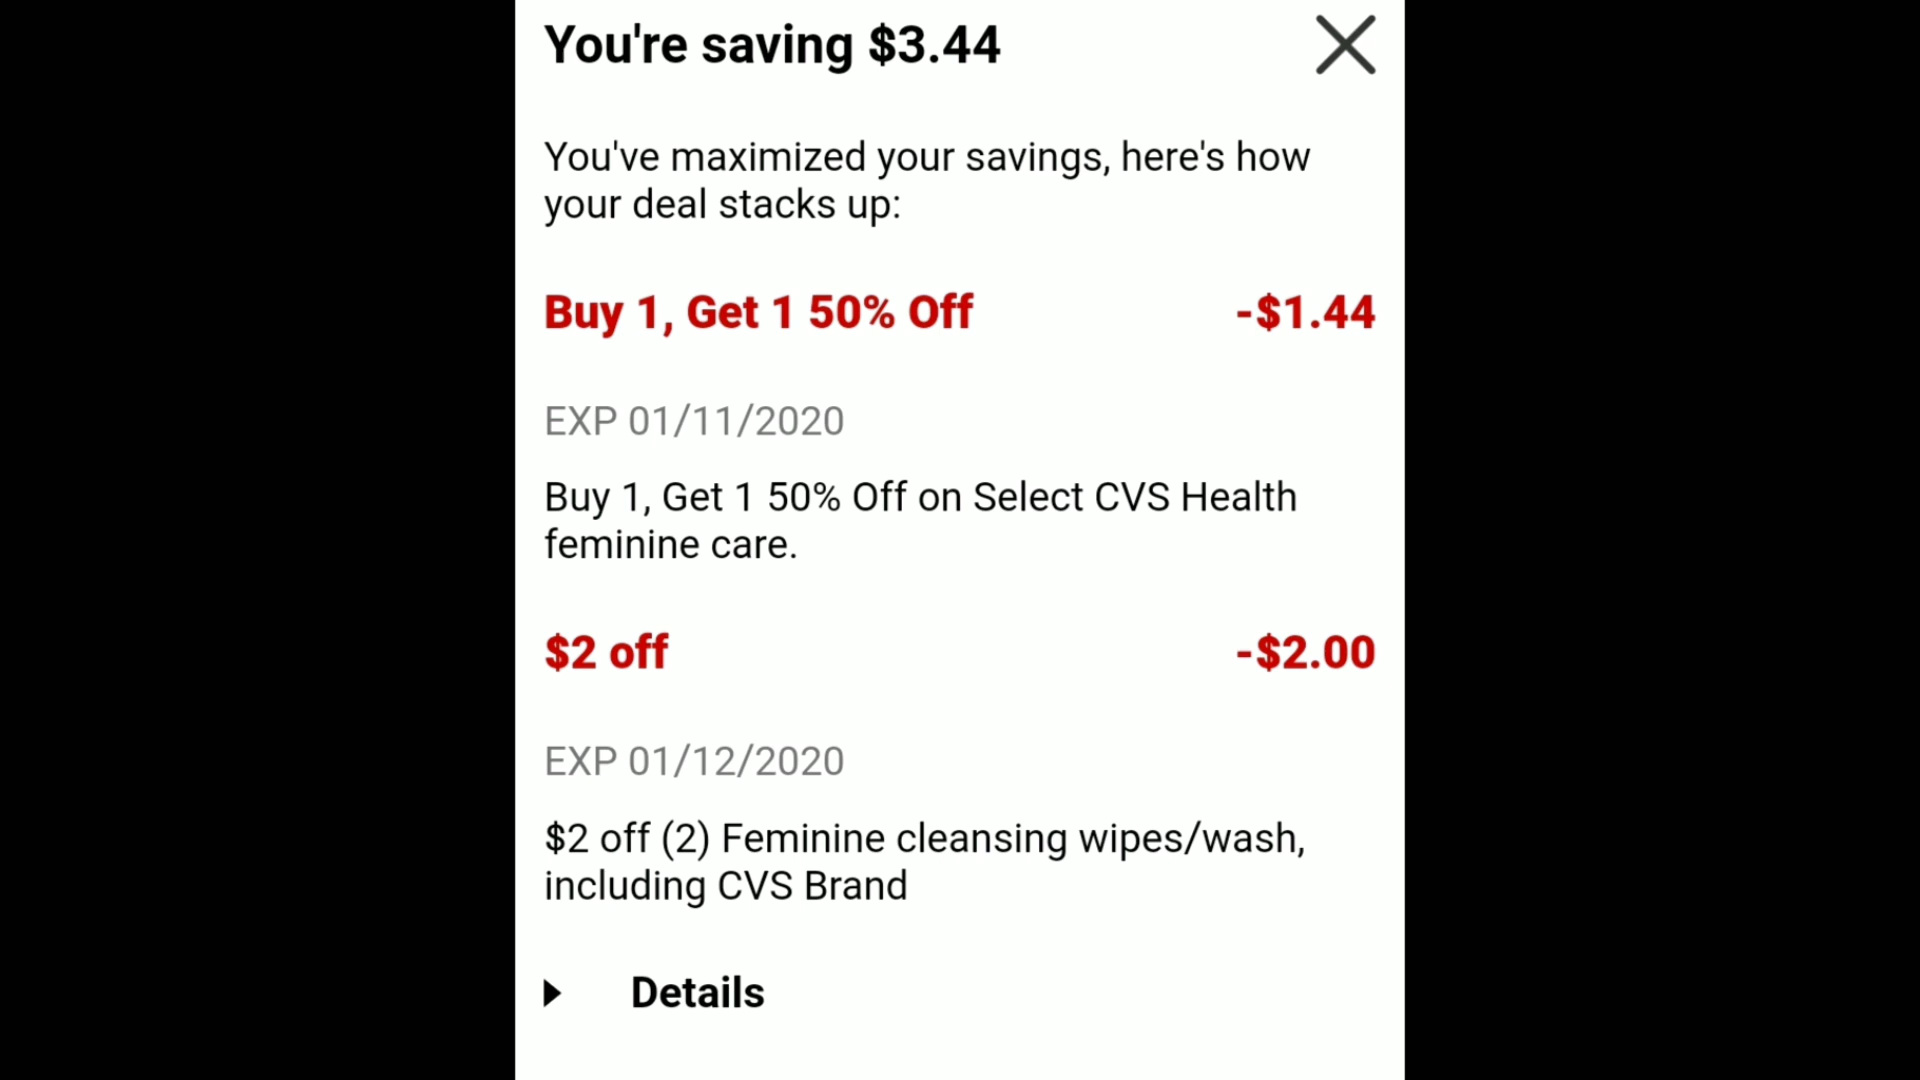 You're saving $3.44
You've maximized your savings, here's how
your deal stacks up:
Buy 1, Get 1 50% Off -$1.44
EXP 01/11/2020
Buy 1, Get 1 50% Off on Select CVS Health
feminine care.
$2 off -$2.00
EXP 01/12/2020
$2 off (2) Feminine cleansing wipes/wash,
including CVS Brand
Details